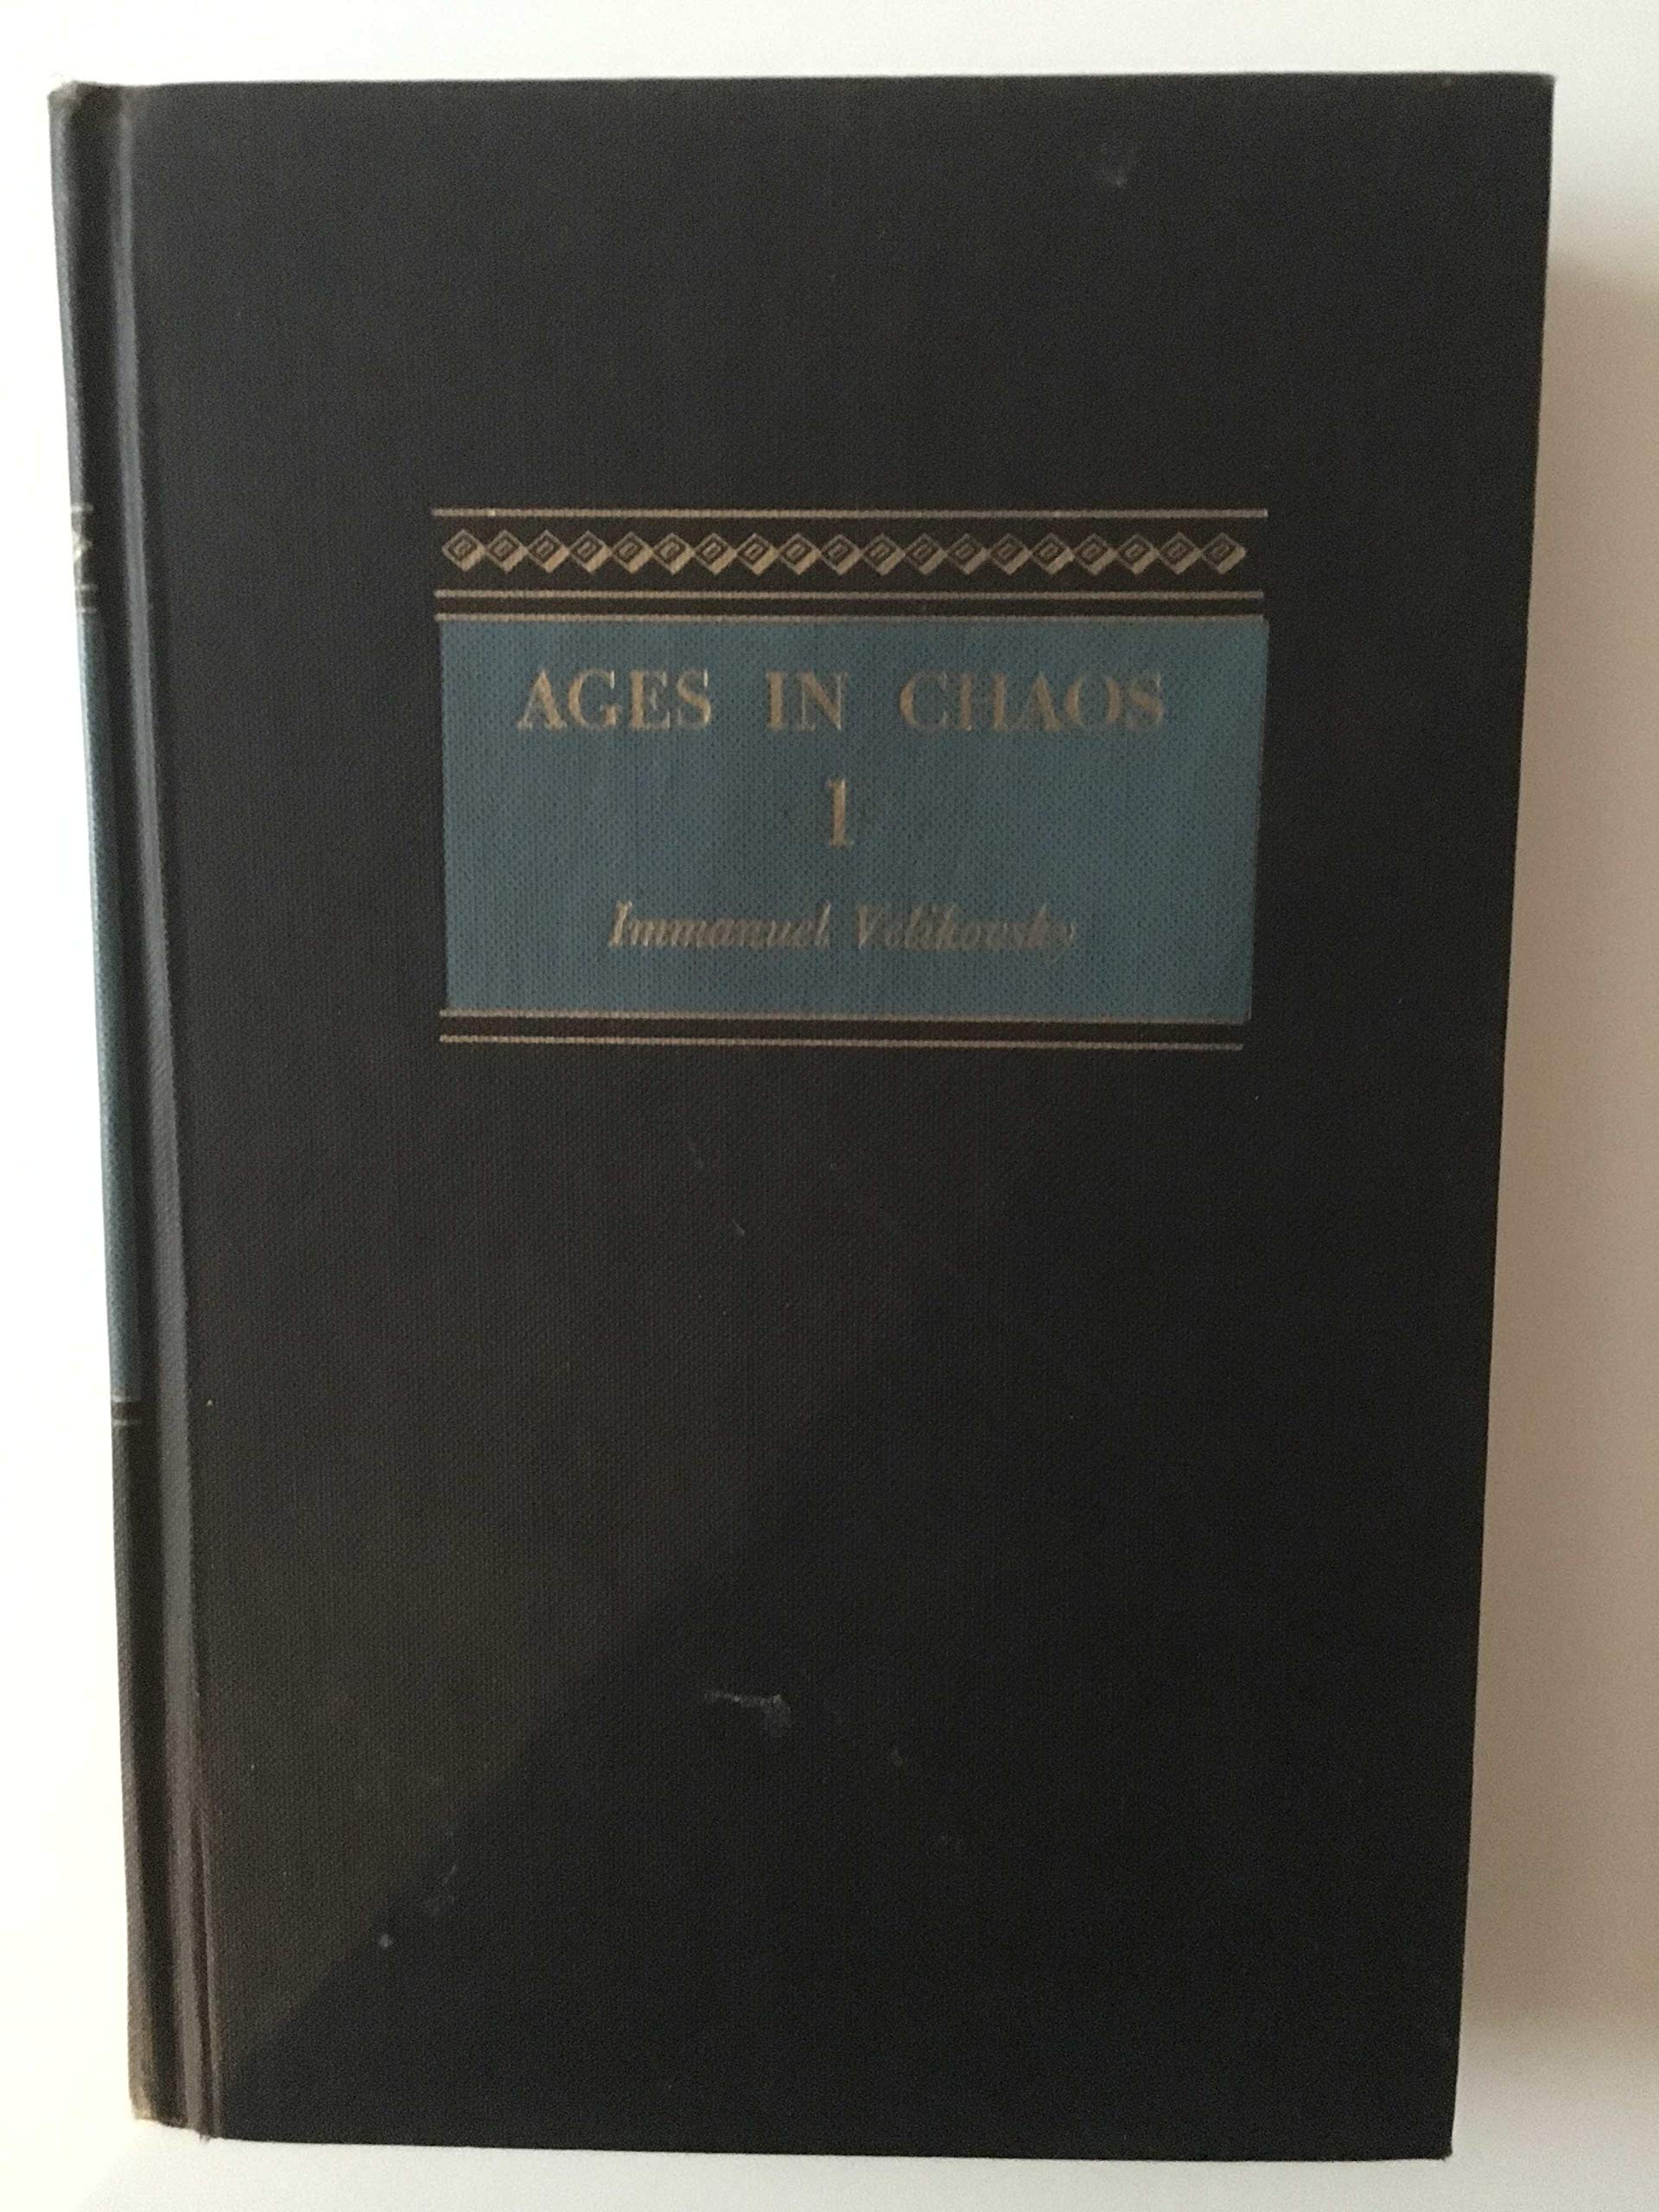 AGES IN CHAOS
1
Immanuel Velikovsky